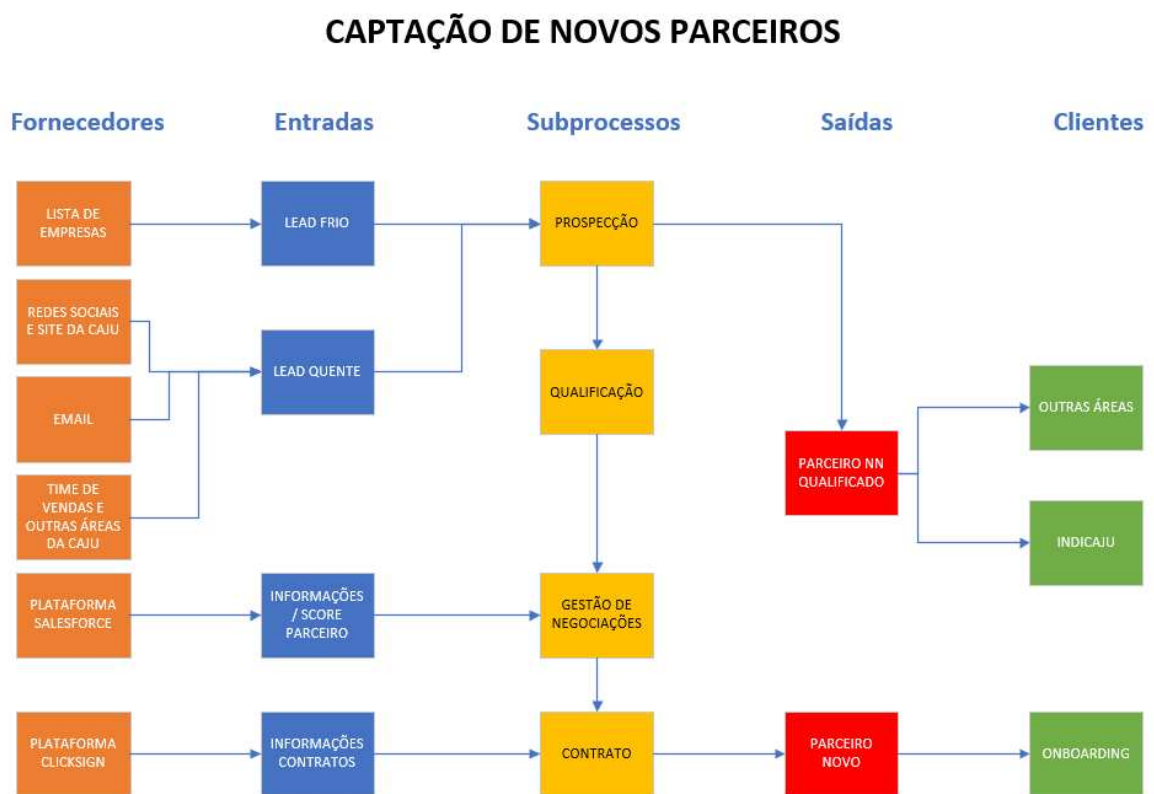 CAPTAÇÃO DE NOVOS PARCEIROS
Fornecedores
Entradas
Subprocessos
Saídas
Clientes
LISTA DE
EMPRESAS
LEAD FRIO
PROSPECÇÃO
REDES SOCIAIS
E SITE DA CAJU
LEAD QUENTE
QUALIFICAÇÃO
EMAIL
OUTRAS ÁREAS
PARCEIRO NN
QUALIFICADO
TIME DE
VENDAS E
OUTRAS ÁREAS
DA CAJU
INDICAJU
PLATAFORMA
SALESFORCE
INFORMAÇÕES
/ SCORE
PARCEIRO
GESTÃO DE
NEGOCIAÇÕES
PLATAFORMA
CLICKSIGN
INFORMAÇÕES
CONTRATOS
CONTRATO
PARCEIRO
NOVO
ONBOARDING